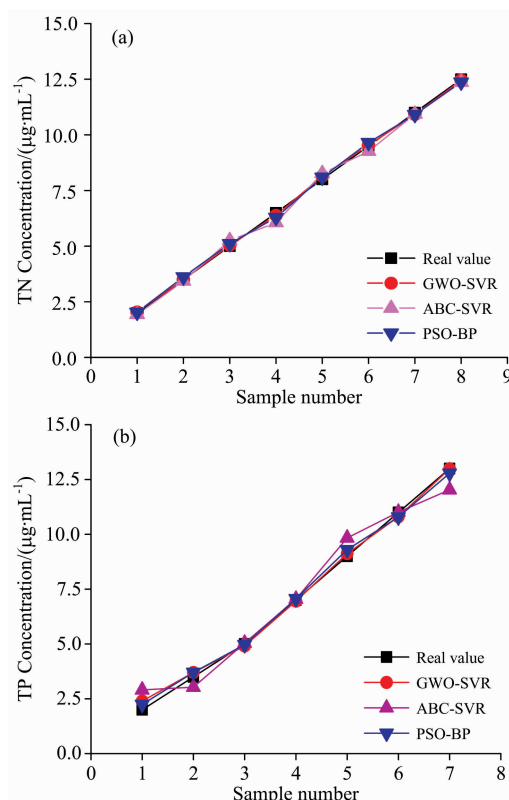 (a)
TN Concentration/(μg·mL⁻¹)
15.0
12.5
10.0
7.5
5.0
2.5
0.0
Real value
GWO-SVR
ABC-SVR
PSO-BP
0 1 2 3 4 5 6 7 8 9
Sample number
(b)
TP Concentration/(μg·mL⁻¹)
15.0
12.5
10.0
7.5
5.0
2.5
0.0
Real value
GWO-SVR
ABC-SVR
PSO-BP
0 1 2 3 4 5 6 7 8
Sample number